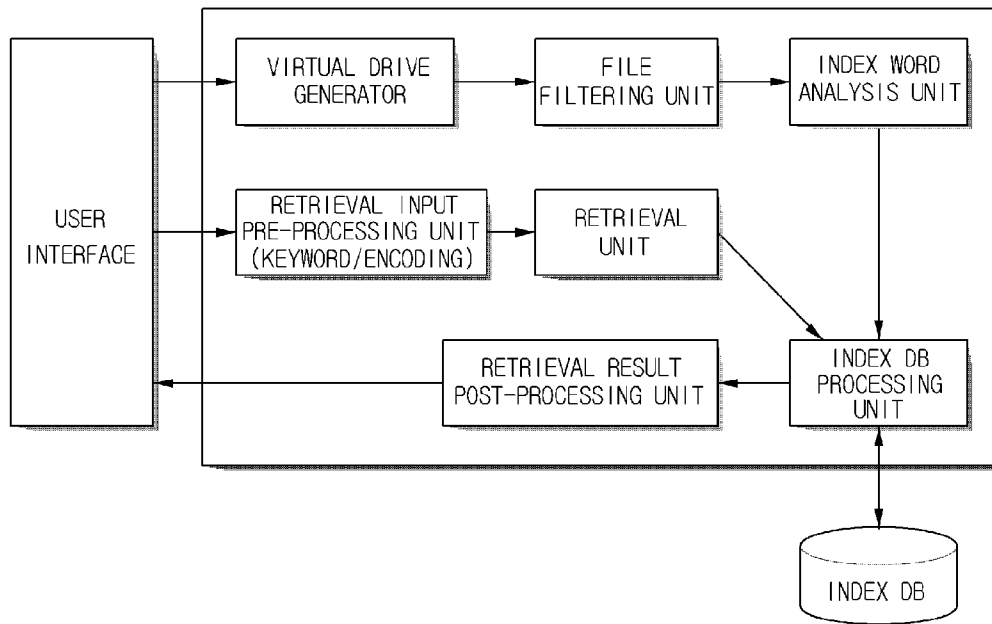 VIRTUAL DRIVE
GENERATOR
FILE
FILTERING UNIT
INDEX WORD
ANALYSIS UNIT
USER
INTERFACE
RETRIEVAL INPUT
PRE-PROCESSING UNIT
(KEYWORD/ENCODING)
RETRIEVAL
UNIT
RETRIEVAL RESULT
POST-PROCESSING UNIT
INDEX DB
PROCESSING
UNIT
INDEX DB